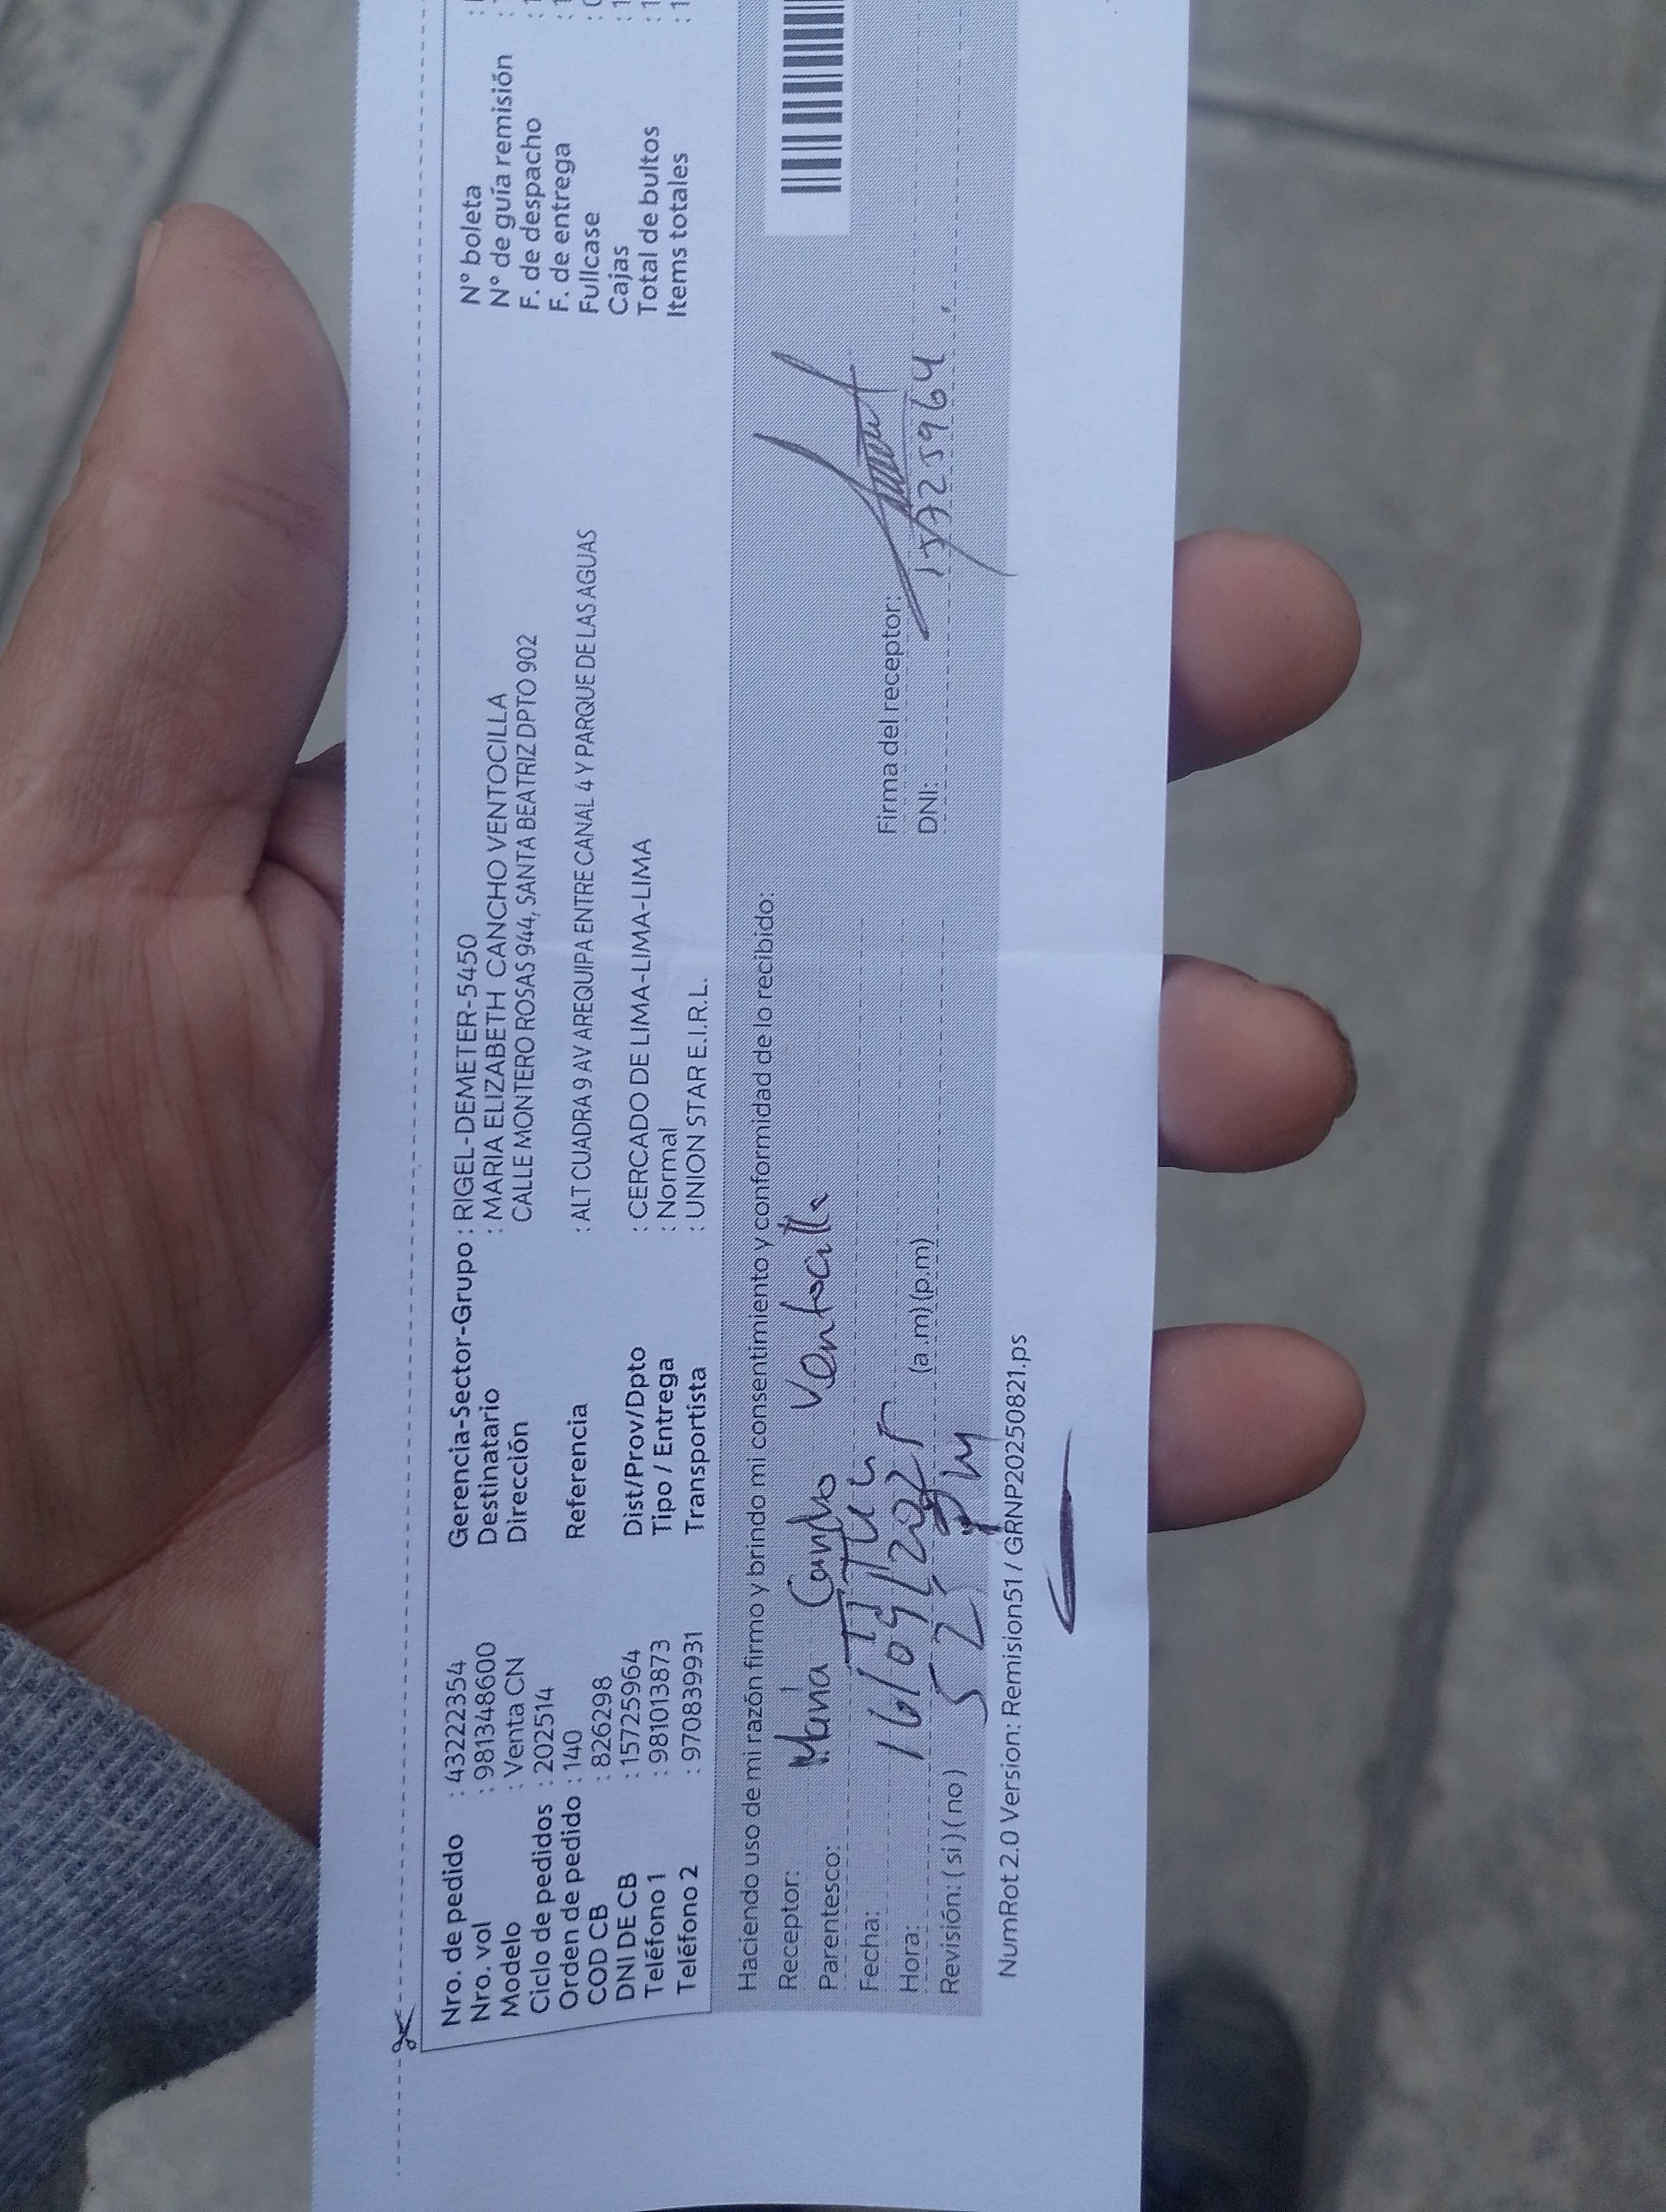 Nro. de pedido : 43222354
Nro. vol : 981348600
Modelo : Venta CN
Ciclo de pedidos : 202514
Orden de pedido : 140
COD CB : 826298
DNI DE CB : 15725964
Teléfono 1 : 981013873
Teléfono 2 : 970839931
Gerencia-Sector-Grupo : RIGEL-DEMETER-5450
Destinatario : MARIA ELIZABETH CANCHO VENTOCILLA
Dirección CALLE MONTERO ROSAS 944, SANTA BEATRIZ DPTO 902
Referencia : ALT CUADRA 9 AV AREQUIPA ENTRE CANAL 4 Y PARQUE DE LAS AGUAS
Dist/Prov/Dpto : CERCADO DE LIMA-LIMA-LIMA
Tipo / Entrega : Normal
Transportista : UNION STAR E.I.R.L.
N° boleta :
N° de guía remisión :
F. de despacho :
F. de entrega :
Fullcase :
Cajas :
Total de bultos :
Items totales :
Haciendo uso de mi razón firmo y brindo mi consentimiento y conformidad de lo recibido:
Receptor: María Cancho Ventocilla
Parentesco:
Fecha: 16/09/2025
Hora: (a.m)(p.m)
Revisión: ( si ) ( no )
Firma del receptor:
DNI: 15725964
NumRot 2.0 Version: Remision51 / GRNP20250821.ps